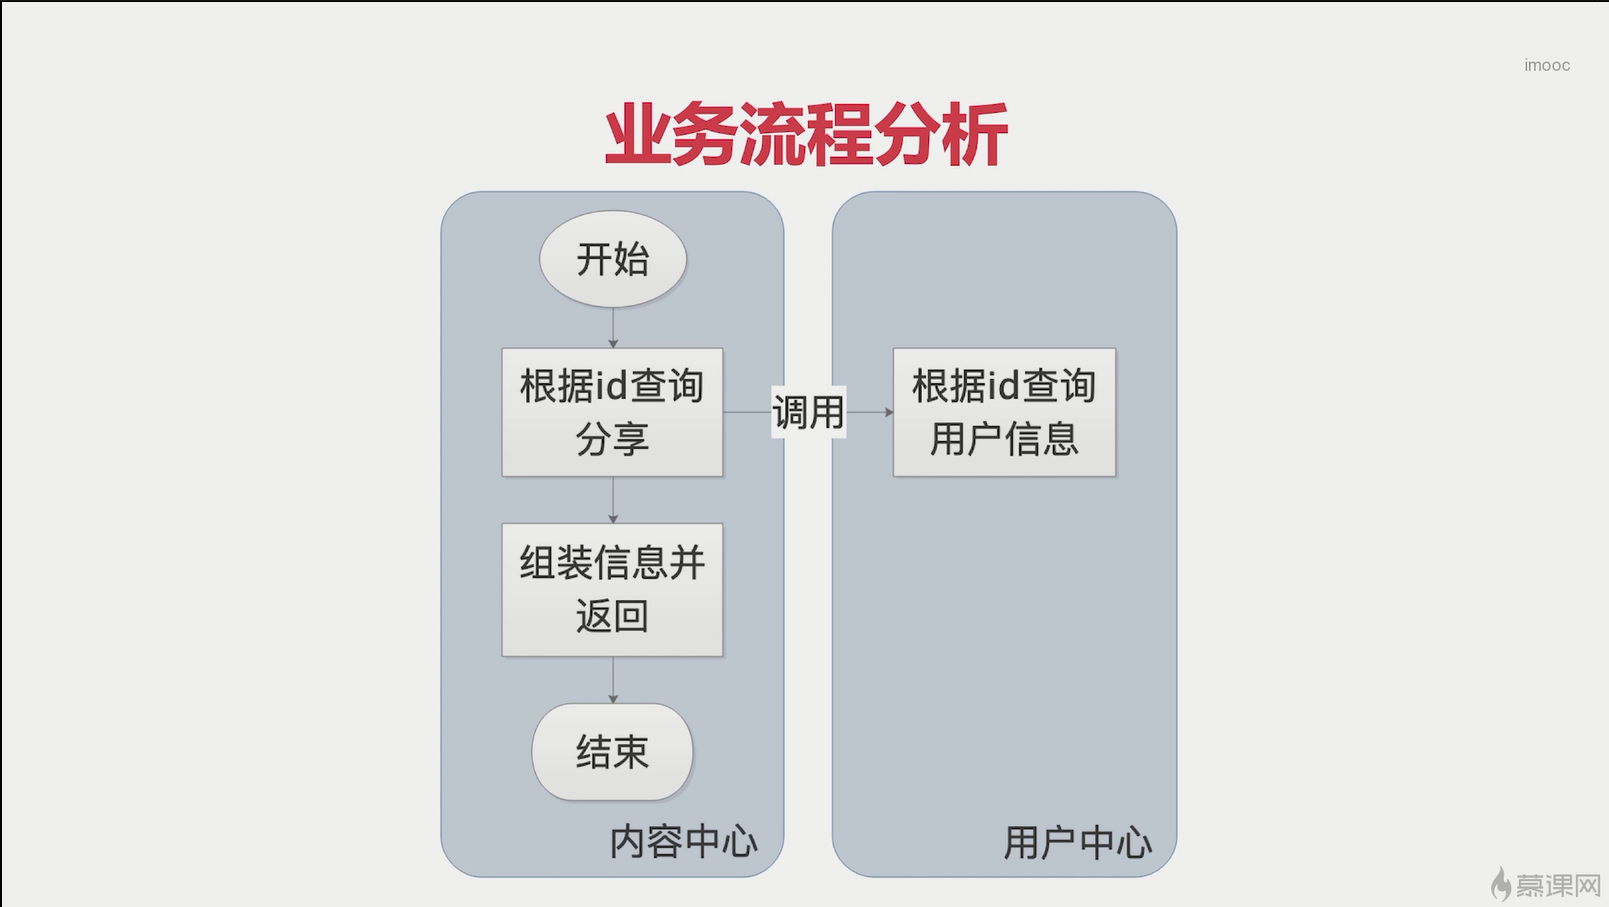 imooc
业务流程分析
开始
根据id查询
分享
调用
根据id查询
用户信息
组装信息并
返回
结束
内容中心
用户中心
慕课网